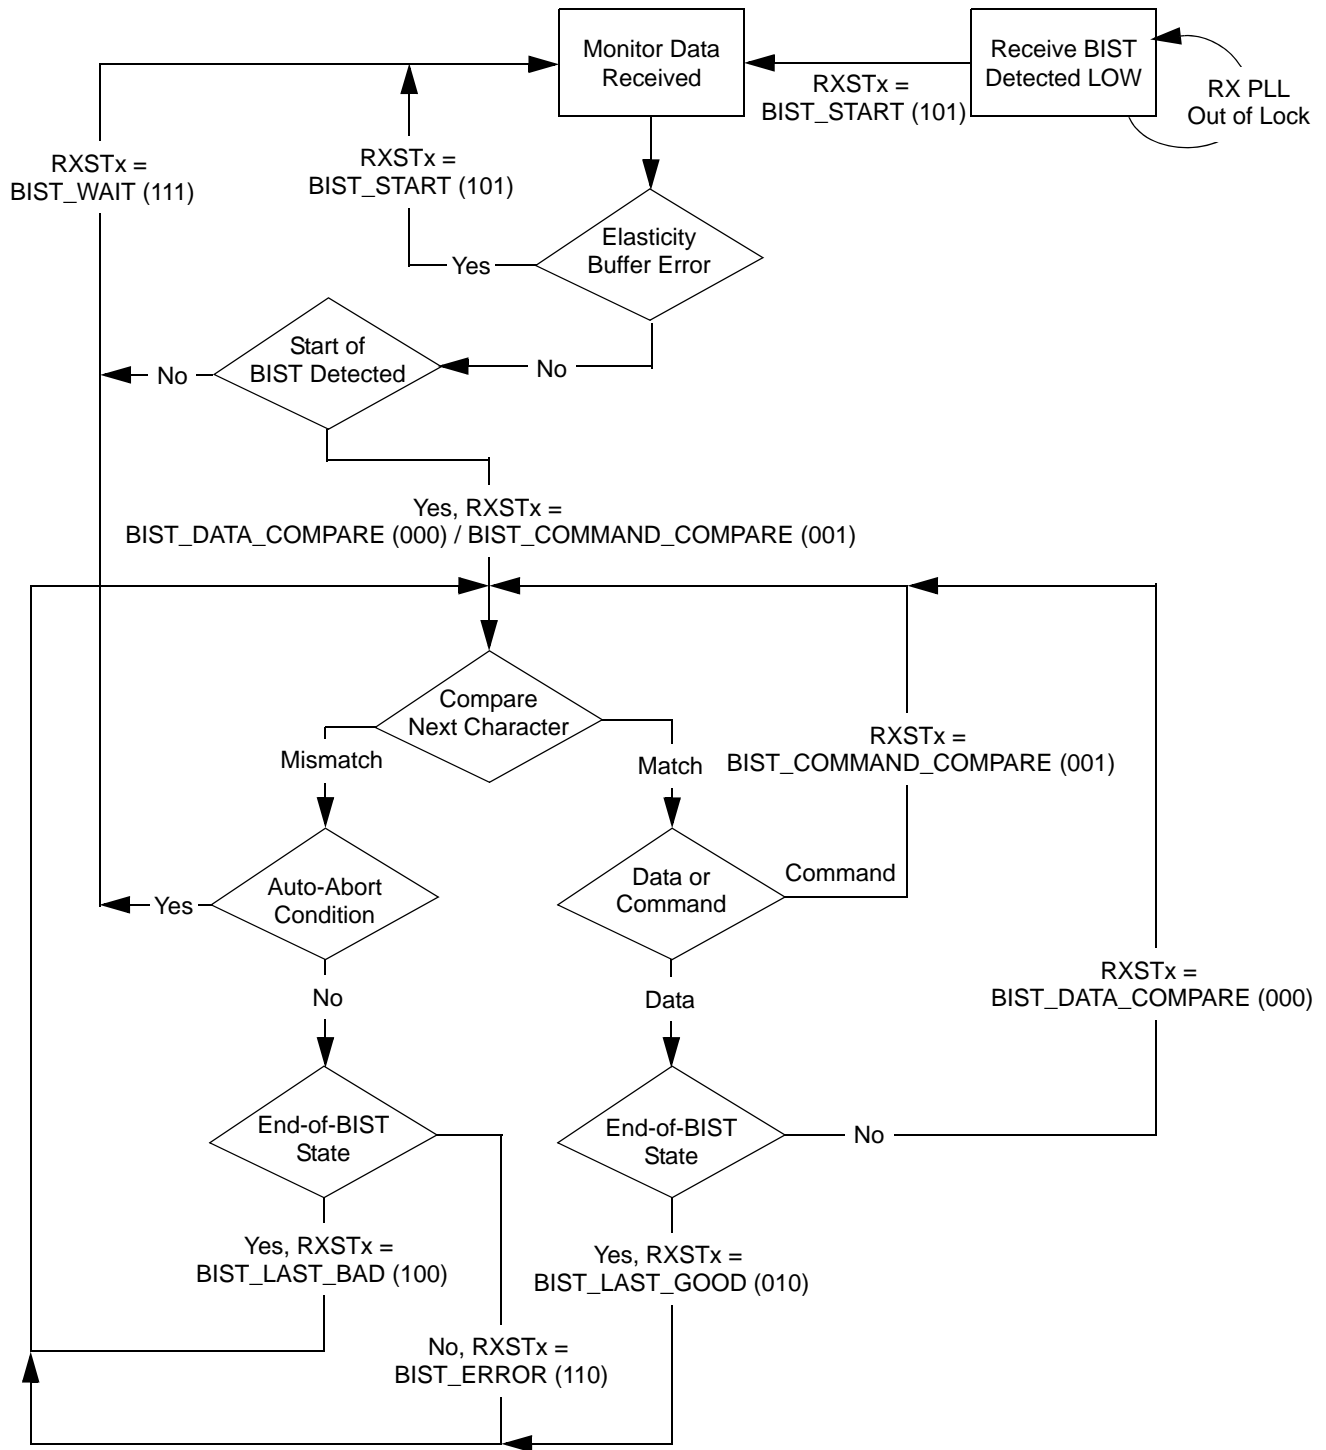 Monitor Data
Received
Receive BIST
Detected LOW
RX PLL
Out of Lock
RXSTx =
BIST_START (101)
RXSTx =
BIST_WAIT (111)
RXSTx =
BIST_START (101)
Elasticity
Buffer Error
Yes
Start of
BIST Detected
No
No
Yes, RXSTx =
BIST_DATA_COMPARE (000) / BIST_COMMAND_COMPARE (001)
Compare
Next Character
Mismatch
Match
RXSTx =
BIST_COMMAND_COMPARE (001)
Auto-Abort
Condition
Yes
Data or
Command
Command
No
Data
RXSTx =
BIST_DATA_COMPARE (000)
End-of-BIST
State
End-of-BIST
State
No
Yes, RXSTx =
BIST_LAST_BAD (100)
Yes, RXSTx =
BIST_LAST_GOOD (010)
No, RXSTx =
BIST_ERROR (110)